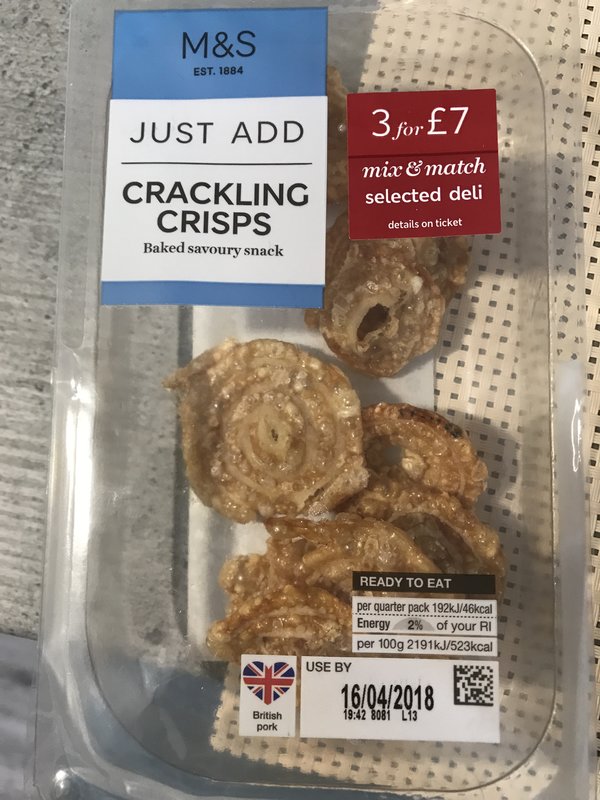 M&S
EST. 1884
JUST ADD
CRACKLING
CRISPS
Baked savoury snack
3 for £7
mix & match
selected deli
details on ticket
READY TO EAT
per quarter pack 192kJ/46kcal
Energy 2% of your RI
per 100g 2191kJ/523kcal
British
pork
USE BY
16/04/2018
19:42 8081 L13